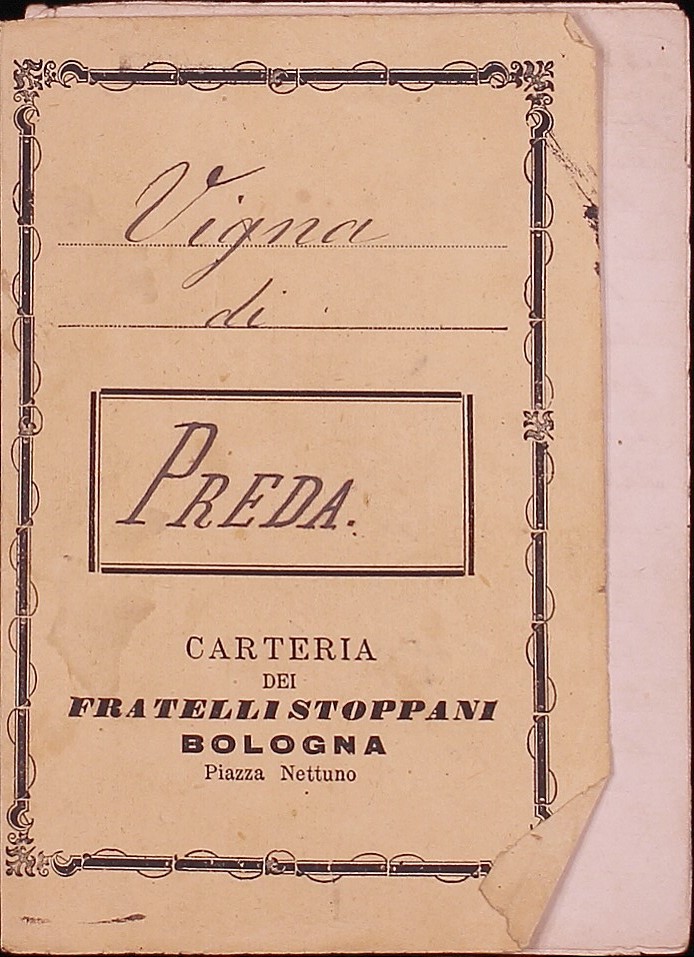 Vigna
di
PREDA.
CARTERIA
DEI
FRATELLI STOPPANI
BOLOGNA
Piazza Nettuno